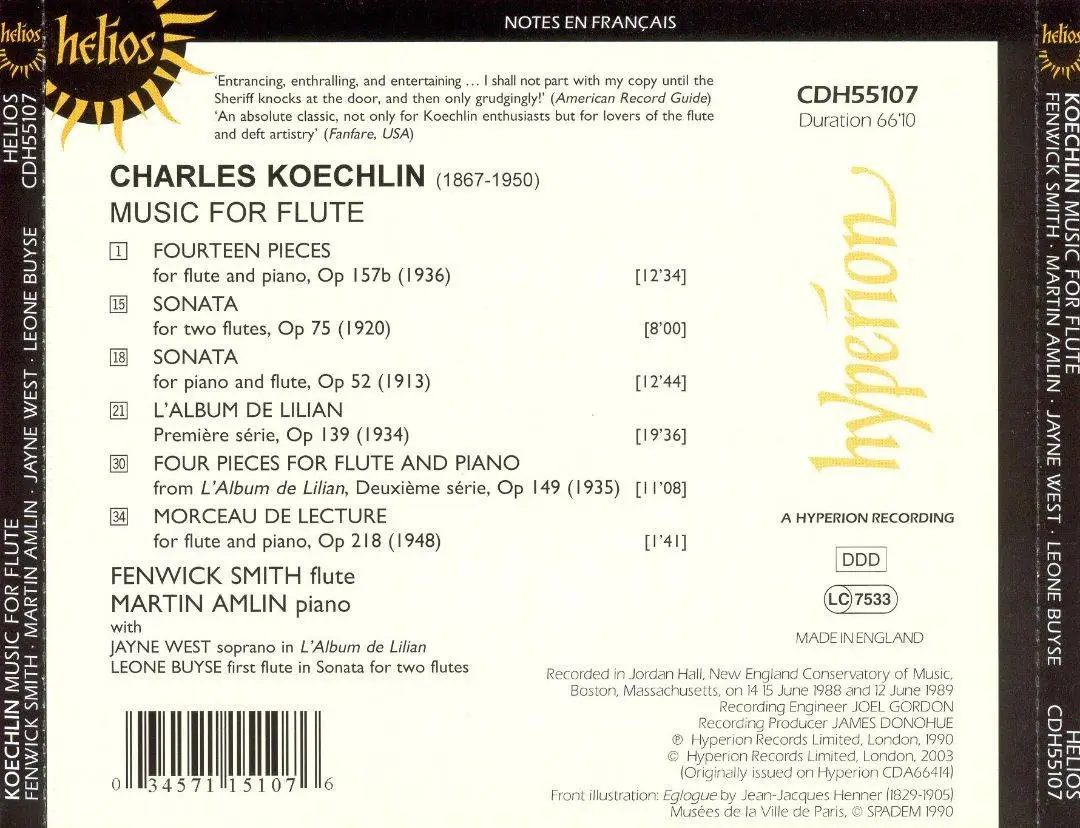 NOTES EN FRANÇAIS
helios
helios
helios
HELIOS
CDH55107
KOECHLIN MUSIC FOR FLUTE
FENWICK SMITH · MARTIN AMLIN · JAYNE WEST · LEONE BUYSE
‘Entrancing, enthralling, and entertaining … I shall not part with my copy until the
Sheriff knocks at the door, and then only grudgingly!’ (American Record Guide)
‘An absolute classic, not only for Koechlin enthusiasts but for lovers of the flute
and deft artistry’ (Fanfare, USA)
CDH55107
Duration 66'10
CHARLES KOECHLIN (1867-1950)
MUSIC FOR FLUTE
1 FOURTEEN PIECES
for flute and piano, Op 157b (1936) [12'34]
15 SONATA
for two flutes, Op 75 (1920) [8'00]
18 SONATA
for piano and flute, Op 52 (1913) [12'44]
21 L'ALBUM DE LILIAN
Première série, Op 139 (1934) [19'36]
30 FOUR PIECES FOR FLUTE AND PIANO
from L'Album de Lilian, Deuxième série, Op 149 (1935) [11'08]
34 MORCEAU DE LECTURE
for flute and piano, Op 218 (1948) [1'41]
FENWICK SMITH flute
MARTIN AMLIN piano
with
JAYNE WEST soprano in L'Album de Lilian
LEONE BUYSE first flute in Sonata for two flutes
hyperion
A HYPERION RECORDING
DDD
LC 7533
MADE IN ENGLAND
Recorded in Jordan Hall, New England Conservatory of Music,
Boston, Massachusetts, on 14 15 June 1988 and 12 June 1989
Recording Engineer JOEL GORDON
Recording Producer JAMES DONOHUE
℗ Hyperion Records Limited, London, 1990
© Hyperion Records Limited, London, 2003
(Originally issued on Hyperion CDA66414)
Front illustration: Eglogue by Jean-Jacques Henner (1829-1905)
Musées de la Ville de Paris, © SPADEM 1990
0 34571 15107 6
KOECHLIN MUSIC FOR FLUTE
FENWICK SMITH · MARTIN AMLIN · JAYNE WEST · LEONE BUYSE
HELIOS
CDH55107